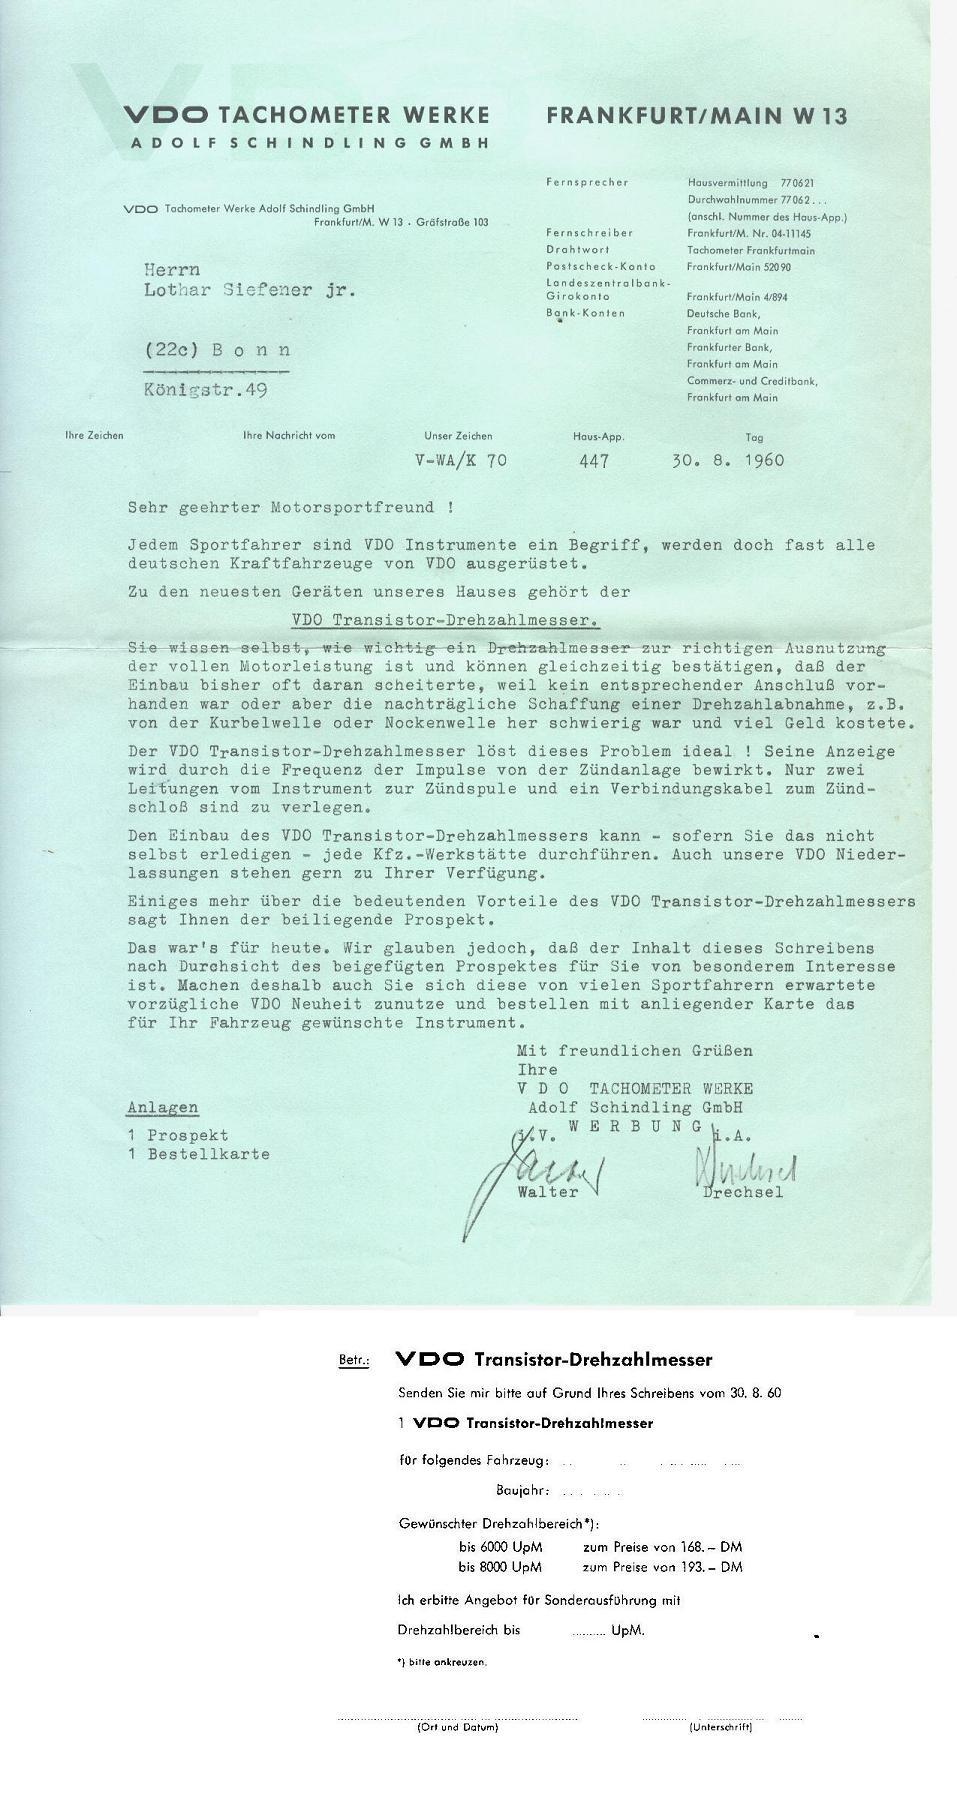 VDO TACHOMETER WERKE
ADOLF SCHINDLING GMBH
FRANKFURT/MAIN W 13
VDO Tachometer Werke Adolf Schindling GmbH
Frankfurt/M. W 13 · Gräfstraße 103
Herrn
Lothar Siefener jr.
(22c) B o n n
Königstr.49
Fernsprecher Hausvermittlung 770621
Durchwahlnummer 77062...
(anschl. Nummer des Haus-App.)
Fernschreiber Frankfurt/M. Nr. 04-11145
Drahtwort Tachometer Frankfurtmain
Postscheck-Konto Frankfurt/Main 52090
Landeszentralbank-
Girokonto Frankfurt/Main 4/894
Bank-Konten Deutsche Bank,
Frankfurt am Main
Frankfurter Bank,
Frankfurt am Main
Commerz- und Creditbank,
Frankfurt am Main
Ihre Zeichen Ihre Nachricht vom Unser Zeichen Haus-App. Tag
V-WA/K 70 447 30. 8. 1960
Sehr geehrter Motorsportfreund !
Jedem Sportfahrer sind VDO Instrumente ein Begriff, werden doch fast alle
deutschen Kraftfahrzeuge von VDO ausgerüstet.
Zu den neuesten Geräten unseres Hauses gehört der
VDO Transistor-Drehzahlmesser.
Sie wissen selbst, wie wichtig ein Drehzahlmesser zur richtigen Ausnutzung
der vollen Motorleistung ist und können gleichzeitig bestätigen, daß der
Einbau bisher oft daran scheiterte, weil kein entsprechender Anschluß vor-
handen war oder aber die nachträgliche Schaffung einer Drehzahlabnahme, z.B.
von der Kurbelwelle oder Nockenwelle her schwierig war und viel Geld kostete.
Der VDO Transistor-Drehzahlmesser löst dieses Problem ideal ! Seine Anzeige
wird durch die Frequenz der Impulse von der Zündanlage bewirkt. Nur zwei
Leitungen vom Instrument zur Zündspule und ein Verbindungskabel zum Zünd-
schloß sind zu verlegen.
Den Einbau des VDO Transistor-Drehzahlmessers kann - sofern Sie das nicht
selbst erledigen - jede Kfz.-Werkstätte durchführen. Auch unsere VDO Nieder-
lassungen stehen gern zu Ihrer Verfügung.
Einiges mehr über die bedeutenden Vorteile des VDO Transistor-Drehzahlmessers
sagt Ihnen der beiliegende Prospekt.
Das war's für heute. Wir glauben jedoch, daß der Inhalt dieses Schreibens
nach Durchsicht des beigefügten Prospektes für Sie von besonderem Interesse
ist. Machen deshalb auch Sie sich diese von vielen Sportfahrern erwartete
vorzügliche VDO Neuheit zunutze und bestellen mit anliegender Karte das
für Ihr Fahrzeug gewünschte Instrument.
Mit freundlichen Grüßen
Ihre
V D O TACHOMETER WERKE
Adolf Schindling GmbH
W E R B U N G
i.V. i.A.
Walter Drechsel
Anlagen
1 Prospekt
1 Bestellkarte
Betr.: VDO Transistor-Drehzahlmesser
Senden Sie mir bitte auf Grund Ihres Schreibens vom 30. 8. 60
1 VDO Transistor-Drehzahlmesser
für folgendes Fahrzeug:
Baujahr:
Gewünschter Drehzahlbereich*):
bis 6000 UpM zum Preise von 168.– DM
bis 8000 UpM zum Preise von 193.– DM
Ich erbitte Angebot für Sonderausführung mit
Drehzahlbereich bis ......... UpM.
*) bitte ankreuzen.
(Ort und Datum) (Unterschrift)